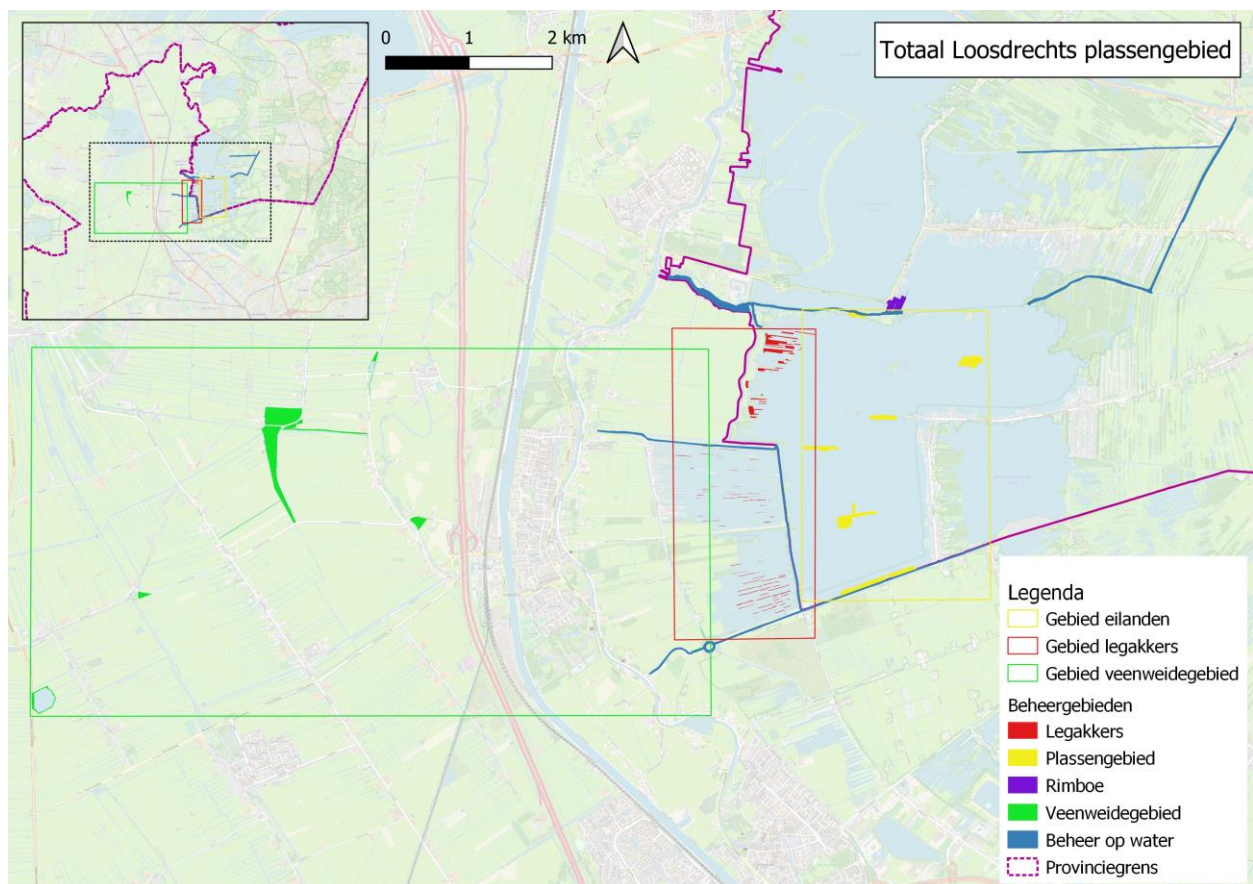 0 1 2 km
Totaal Loosdrechts plassengebied
Legenda
Gebied eilanden
Gebied legakkers
Gebied veenweidegebied
Beheergebieden
Legakkers
Plassengebied
Rimboe
Veenweidegebied
Beheer op water
Provinciegrens